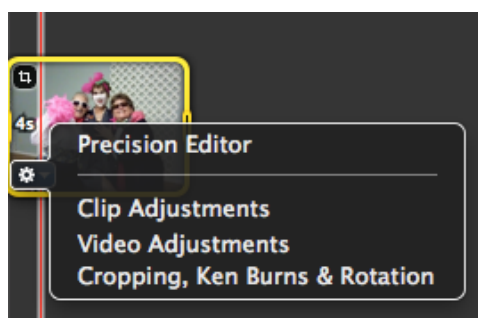 4s
Precision Editor
Clip Adjustments
Video Adjustments
Cropping, Ken Burns & Rotation